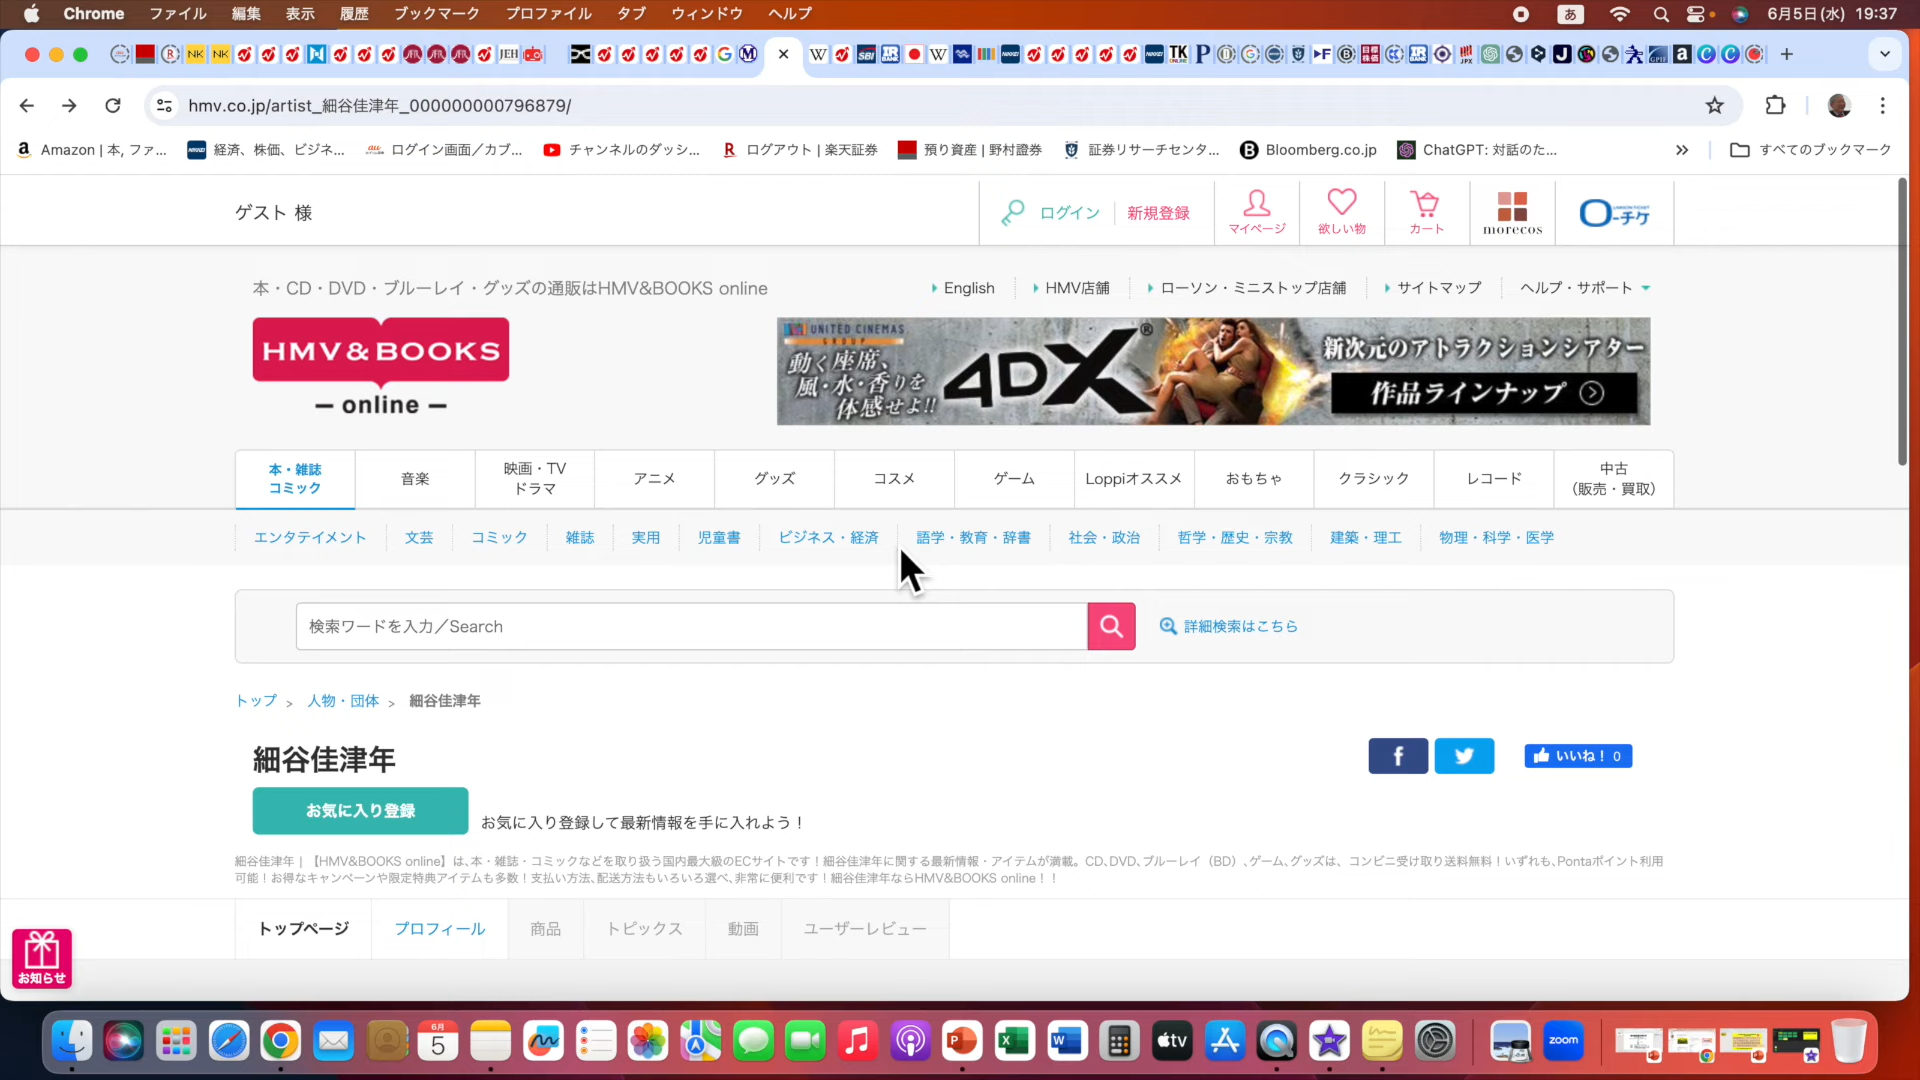 Chrome ファイル 編集 表示 履歴 ブックマーク プロファイル タブ ウィンドウ ヘルプ あ 6月5日(水) 19:37
hmv.co.jp/artist_細谷佳津年_000000000796879/
Amazon | 本, ファ... 経済、株価、ビジネ... ログイン画面／カブ... チャンネルのダッシ... ログアウト | 楽天証券 預り資産 | 野村證券 証券リサーチセンタ... Bloomberg.co.jp ChatGPT: 対話のた... » すべてのブックマーク
ゲスト 様
ログイン 新規登録 マイページ 欲しい物 カート morecos ローチケ
本・CD・DVD・ブルーレイ・グッズの通販はHMV&BOOKS online
English HMV店舗 ローソン・ミニストップ店舗 サイトマップ ヘルプ・サポート
HMV&BOOKS
— online —
UNITED CINEMAS
GROUP
動く座席、
風・水・香りを
体感せよ!!
4DX®
新次元のアトラクションシアター
作品ラインナップ
本・雑誌
コミック
音楽
映画・TV
ドラマ
アニメ
グッズ
コスメ
ゲーム
Loppiオススメ
おもちゃ
クラシック
レコード
中古
（販売・買取）
エンタテイメント 文芸 コミック 雑誌 実用 児童書 ビジネス・経済 語学・教育・辞書 社会・政治 哲学・歴史・宗教 建築・理工 物理・科学・医学
検索ワードを入力／Search
詳細検索はこちら
トップ > 人物・団体 > 細谷佳津年
細谷佳津年
いいね！ 0
お気に入り登録
お気に入り登録して最新情報を手に入れよう！
細谷佳津年 | 【HMV&BOOKS online】は、本・雑誌・コミックなどを取り扱う国内最大級のECサイトです！細谷佳津年に関する最新情報・アイテムが満載。CD、DVD、ブルーレイ（BD）、ゲーム、グッズは、コンビニ受け取り送料無料！いずれも、Pontaポイント利用
可能！お得なキャンペーンや限定特典アイテムも多数！支払い方法、配送方法もいろいろ選べ、非常に便利です！細谷佳津年ならHMV&BOOKS online！！
トップページ プロフィール 商品 トピックス 動画 ユーザーレビュー
お知らせ
6月
5
tv
zoom